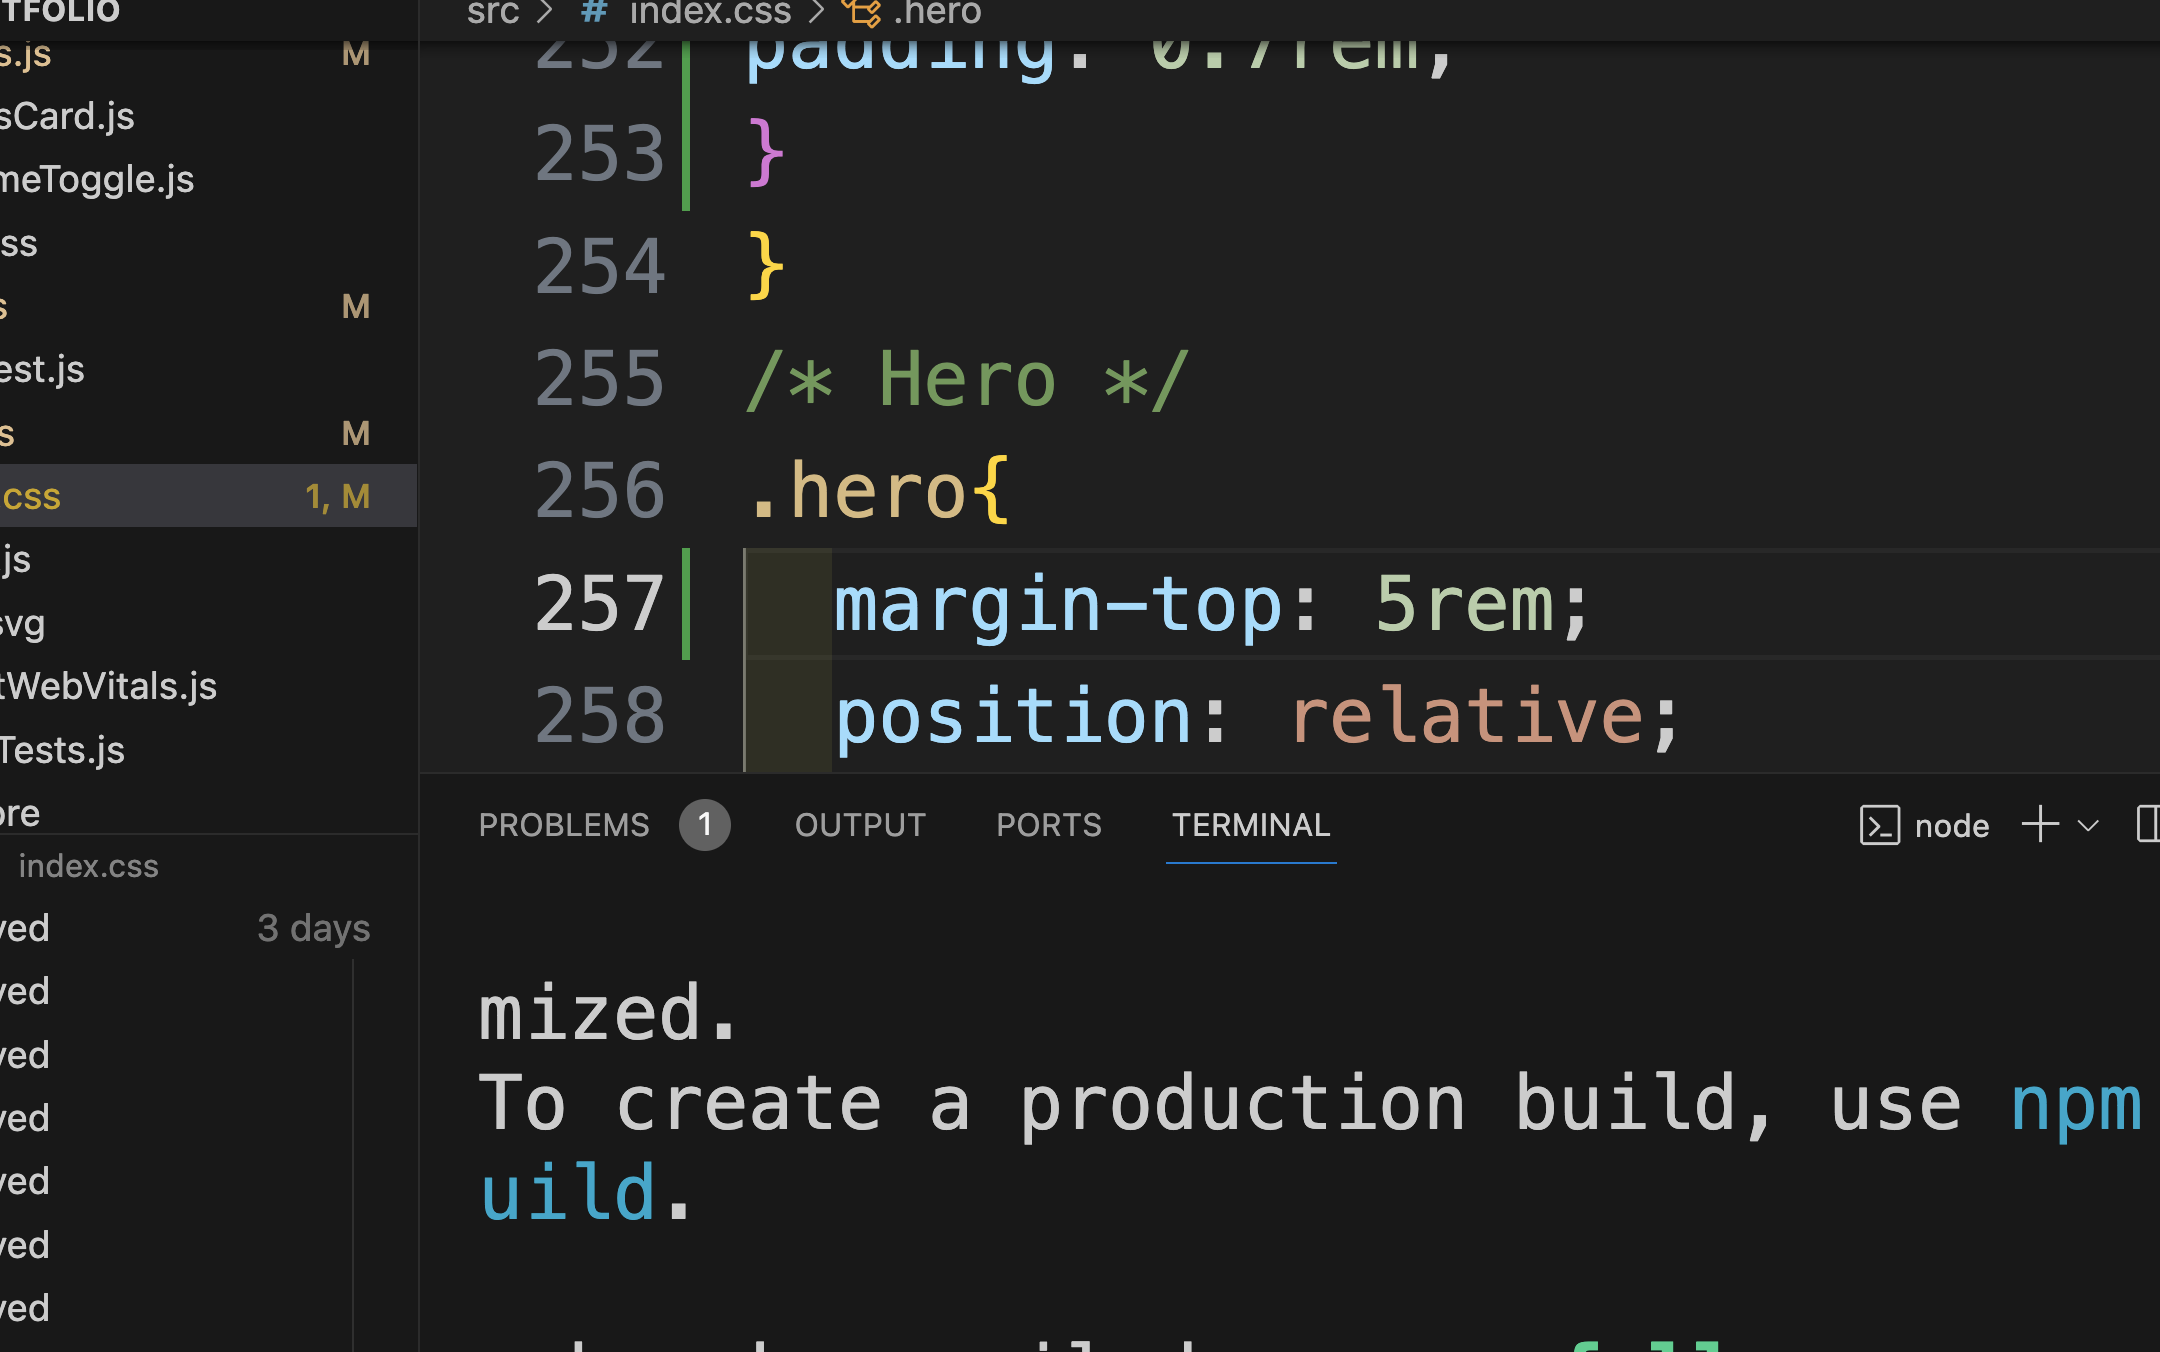 TFOLIO
s.js M
sCard.js
meToggle.js
ss
s M
est.js
s M
css 1, M
.js
svg
tWebVitals.js
Tests.js
ore
index.css
ved 3 days
ved
ved
ved
ved
ved
ved
src > # index.css > .hero
252 padding: 0.7rem;
253 }
254 }
255 /* Hero */
256 .hero{
257 margin-top: 5rem;
258 position: relative;
PROBLEMS 1 OUTPUT PORTS TERMINAL node
mized.
To create a production build, use npm
uild.